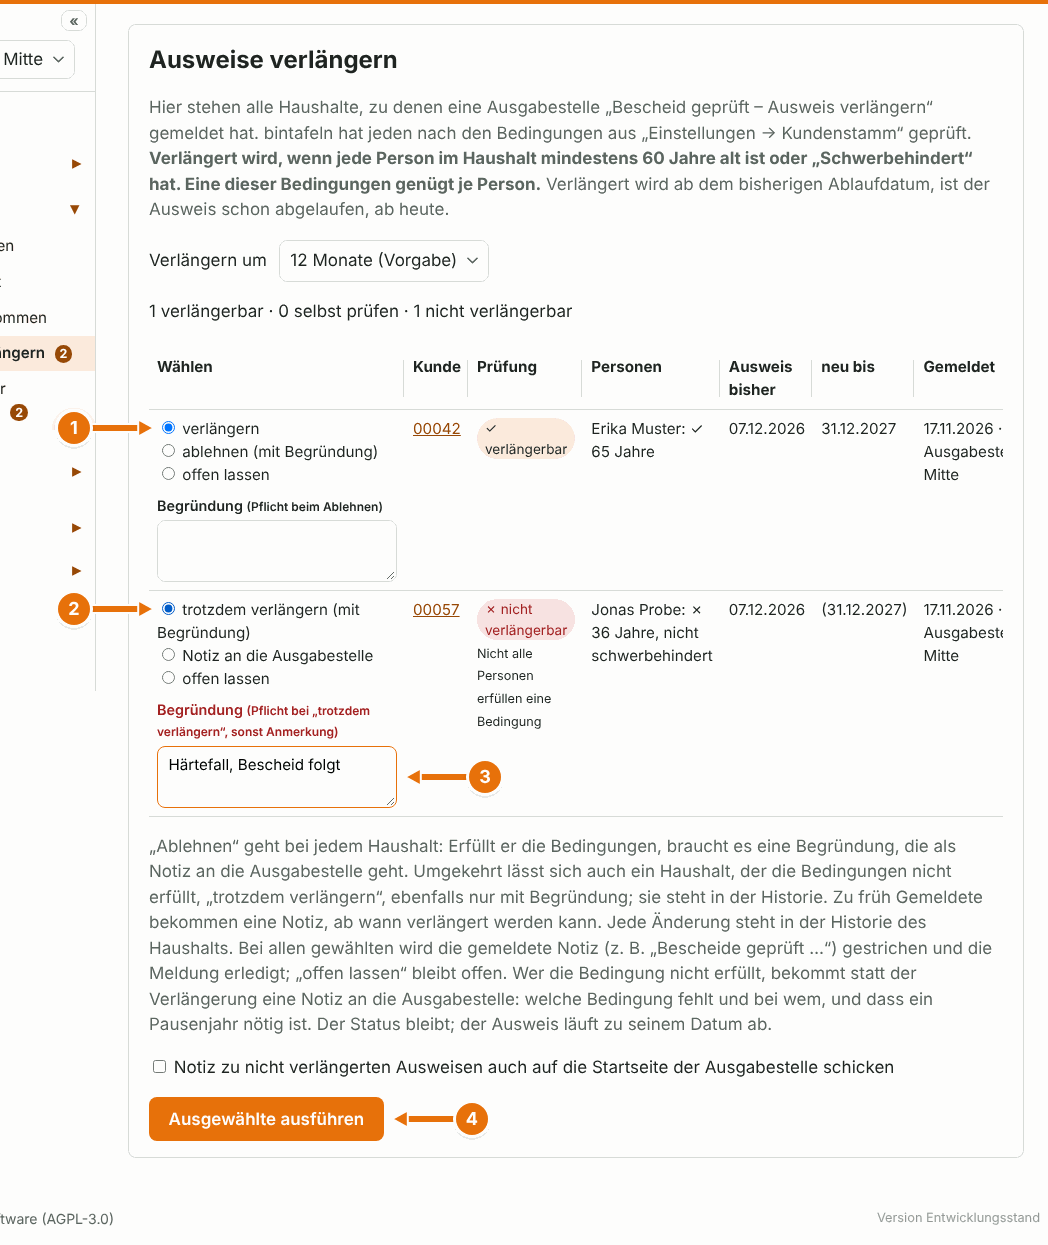 «
Mitte
en
ommen
ängern 2
r
2
Ausweise verlängern
Hier stehen alle Haushalte, zu denen eine Ausgabestelle „Bescheid geprüft – Ausweis verlängern“
gemeldet hat. bintafeln hat jeden nach den Bedingungen aus „Einstellungen → Kundenstamm“ geprüft.
Verlängert wird, wenn jede Person im Haushalt mindestens 60 Jahre alt ist oder „Schwerbehindert“
hat. Eine dieser Bedingungen genügt je Person. Verlängert wird ab dem bisherigen Ablaufdatum, ist der
Ausweis schon abgelaufen, ab heute.
Verlängern um 12 Monate (Vorgabe)
1 verlängerbar · 0 selbst prüfen · 1 nicht verlängerbar
Wählen Kunde Prüfung Personen Ausweis bisher neu bis Gemeldet
1
verlängern
ablehnen (mit Begründung)
offen lassen
Begründung (Pflicht beim Ablehnen)
00042
✓
verlängerbar
Erika Muster: ✓
65 Jahre
07.12.2026
31.12.2027
17.11.2026 ·
Ausgabeste
Mitte
2
trotzdem verlängern (mit
Begründung)
Notiz an die Ausgabestelle
offen lassen
Begründung (Pflicht bei „trotzdem
verlängern“, sonst Anmerkung)
Härtefall, Bescheid folgt
3
00057
× nicht
verlängerbar
Nicht alle
Personen
erfüllen eine
Bedingung
Jonas Probe: ×
36 Jahre, nicht
schwerbehindert
07.12.2026
(31.12.2027)
17.11.2026 ·
Ausgabeste
Mitte
„Ablehnen“ geht bei jedem Haushalt: Erfüllt er die Bedingungen, braucht es eine Begründung, die als
Notiz an die Ausgabestelle geht. Umgekehrt lässt sich auch ein Haushalt, der die Bedingungen nicht
erfüllt, „trotzdem verlängern“, ebenfalls nur mit Begründung; sie steht in der Historie. Zu früh Gemeldete
bekommen eine Notiz, ab wann verlängert werden kann. Jede Änderung steht in der Historie des
Haushalts. Bei allen gewählten wird die gemeldete Notiz (z. B. „Bescheide geprüft …“) gestrichen und die
Meldung erledigt; „offen lassen“ bleibt offen. Wer die Bedingung nicht erfüllt, bekommt statt der
Verlängerung eine Notiz an die Ausgabestelle: welche Bedingung fehlt und bei wem, und dass ein
Pausenjahr nötig ist. Der Status bleibt; der Ausweis läuft zu seinem Datum ab.
Notiz zu nicht verlängerten Ausweisen auch auf die Startseite der Ausgabestelle schicken
Ausgewählte ausführen
4
tware (AGPL-3.0)
Version Entwicklungsstand